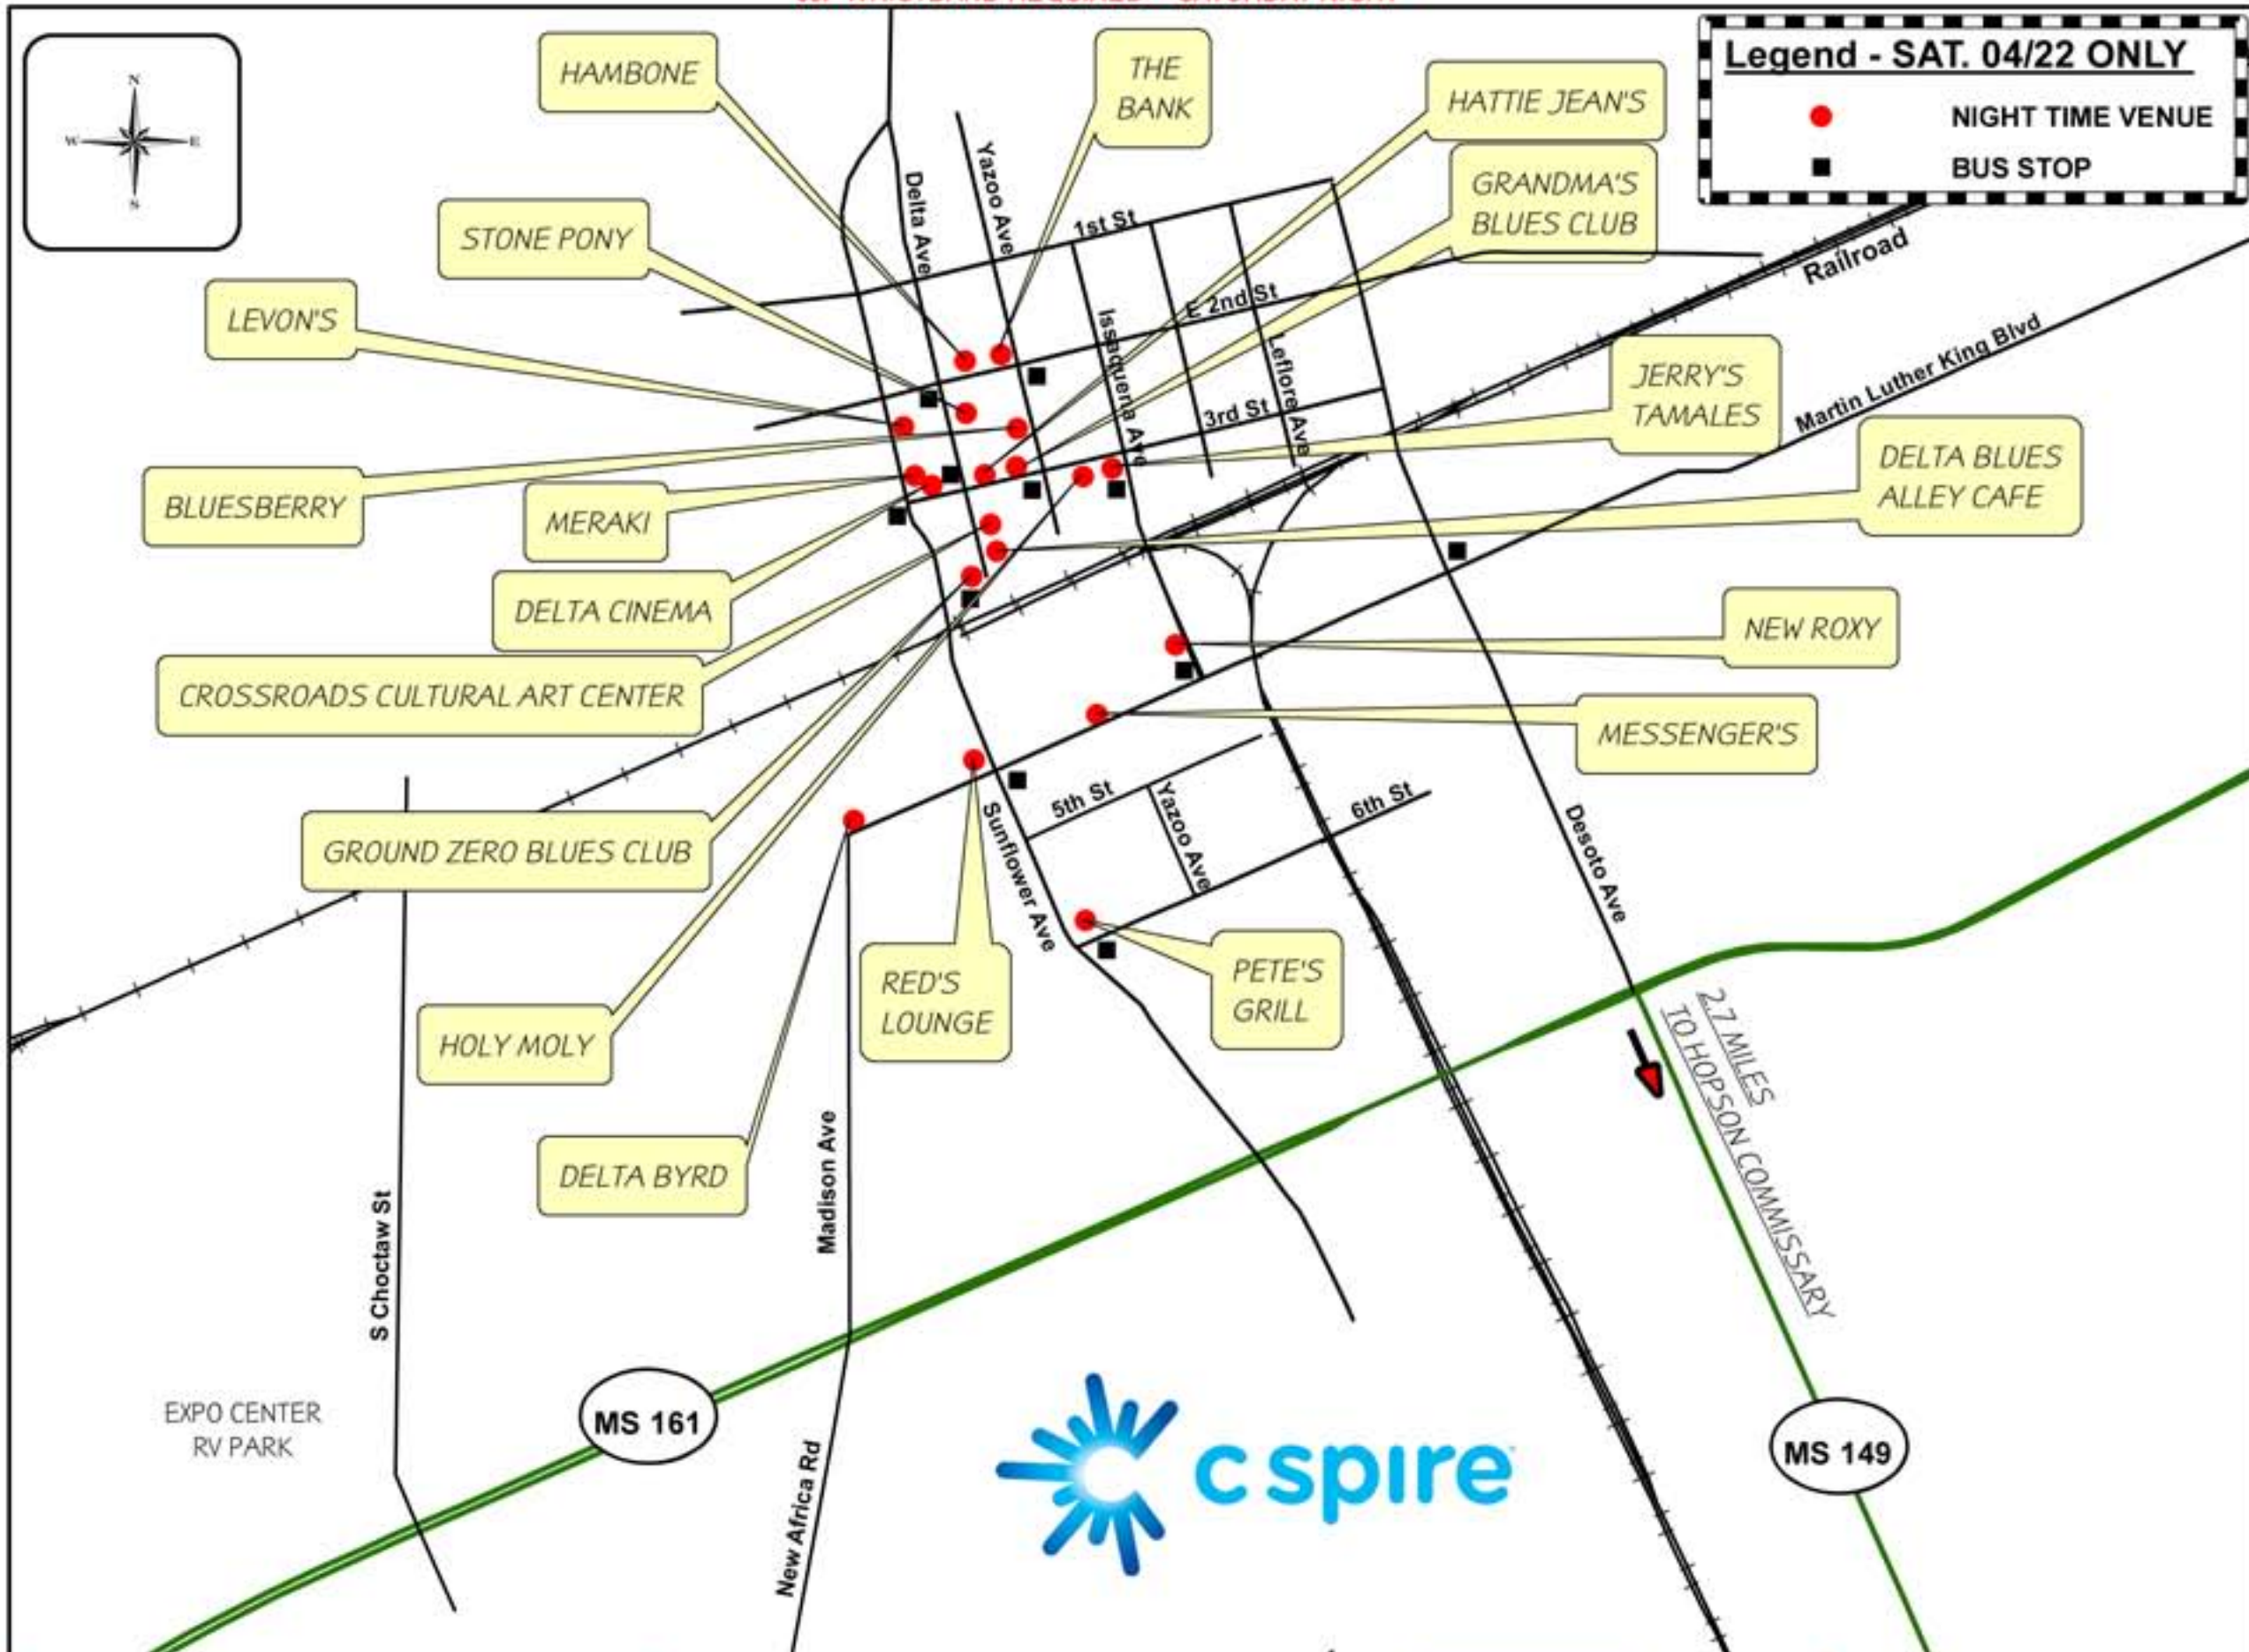 Legend - SAT. 04/22 ONLY
NIGHT TIME VENUE
BUS STOP
N
W
E
S
HAMBONE
THE
BANK
HATTIE JEAN'S
GRANDMA'S
BLUES CLUB
STONE PONY
LEVON'S
Delta Ave
Yazoo Ave
1st St
E 2nd St
Issaquena Ave
Leflore Ave
3rd St
Railroad
Martin Luther King Blvd
JERRY'S
TAMALES
DELTA BLUES
ALLEY CAFE
BLUESBERRY
MERAKI
DELTA CINEMA
CROSSROADS CULTURAL ART CENTER
NEW ROXY
MESSENGER'S
GROUND ZERO BLUES CLUB
HOLY MOLY
DELTA BYRD
RED'S
LOUNGE
PETE'S
GRILL
5th St
Yazoo Ave
6th St
Sunflower Ave
Desoto Ave
2.7 MILES
TO HOPSON COMMISSARY
S Choctaw St
Madison Ave
New Africa Rd
EXPO CENTER
RV PARK
MS 161
MS 149
c spire